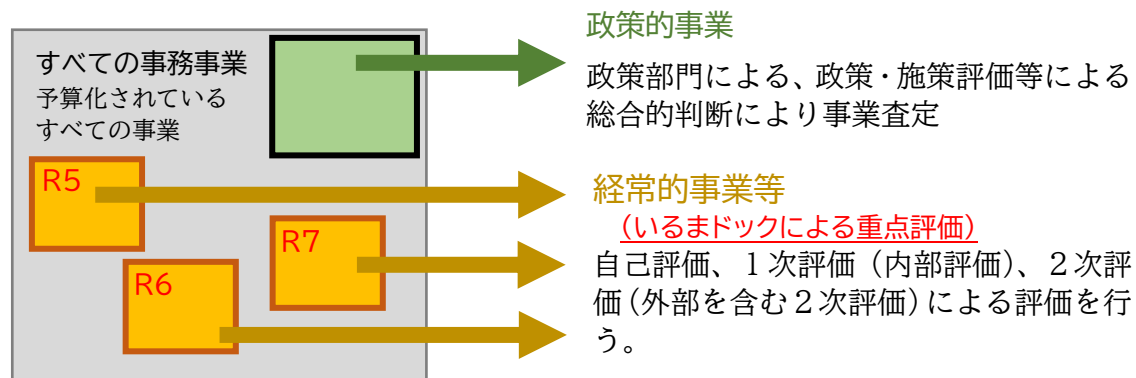 すべての事務事業
予算化されている
すべての事業
R5
R7
R6
政策的事業
政策部門による、政策・施策評価等による
総合的判断により事業査定
経常的事業等
（いるまドックによる重点評価）
自己評価、１次評価（内部評価）、２次評
価（外部を含む２次評価）による評価を行
う。